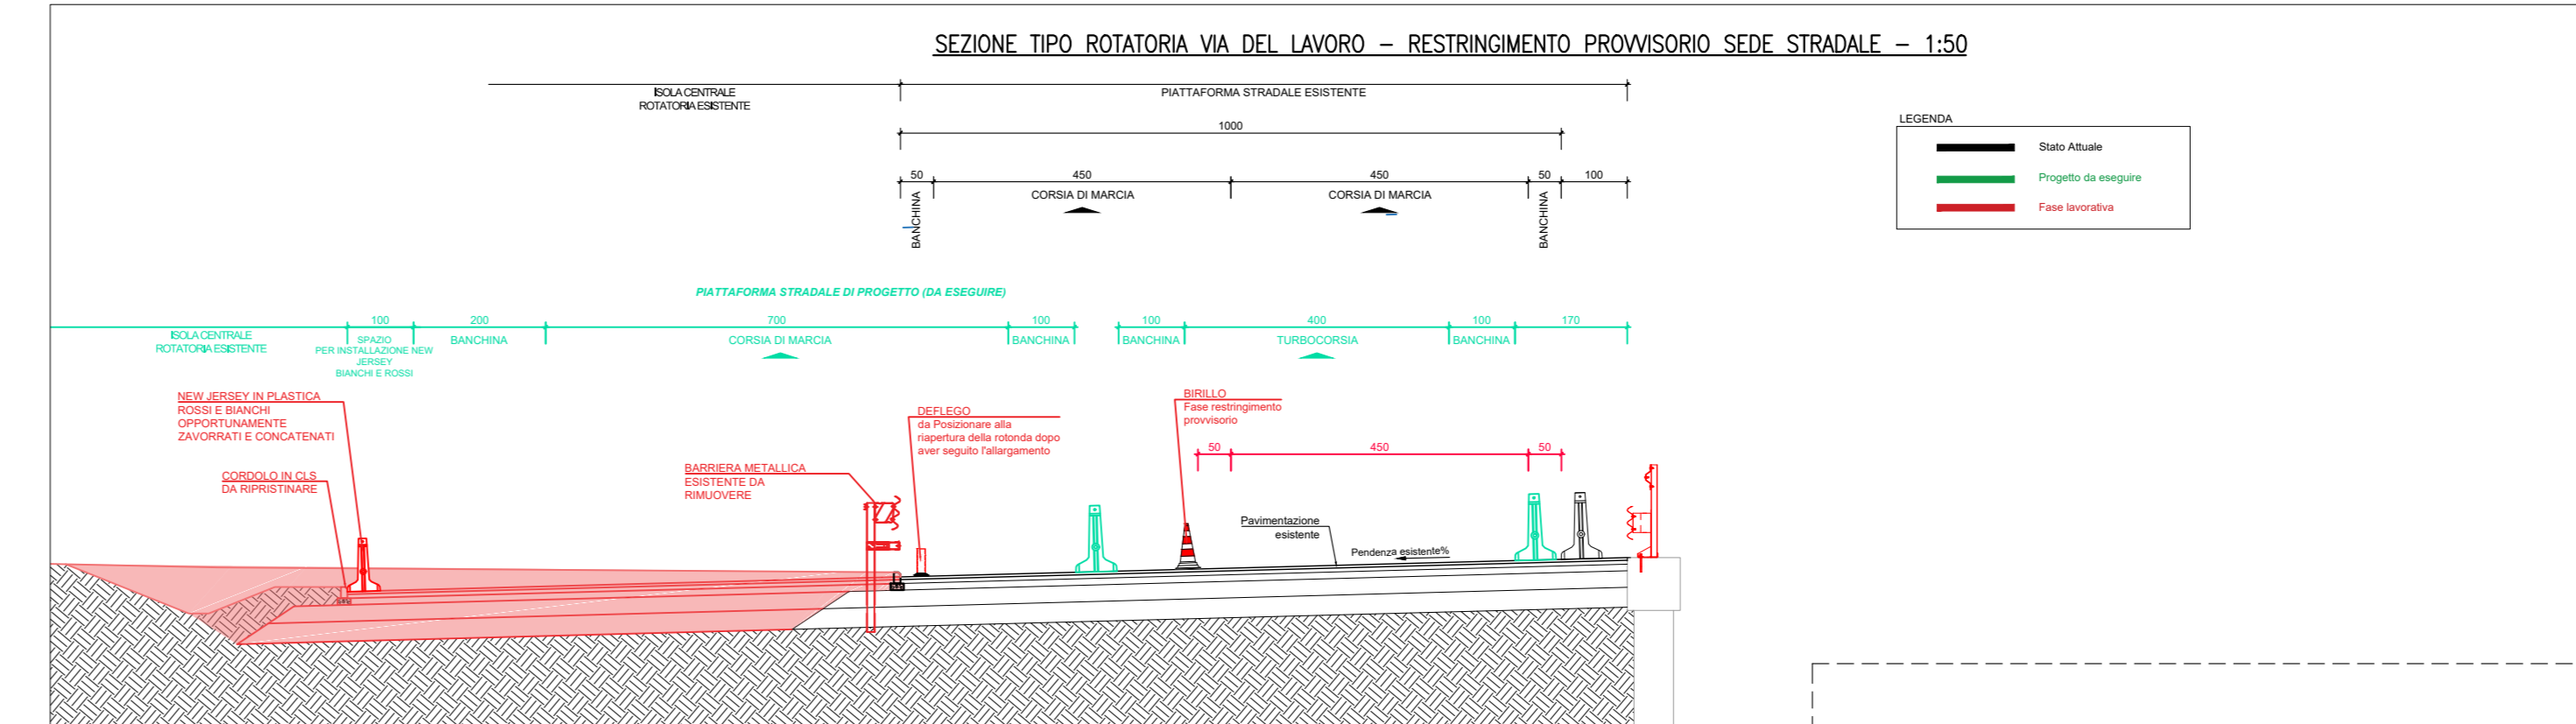 SEZIONE TIPO ROTATORIA VIA DEL LAVORO – RESTRINGIMENTO PROVVISORIO SEDE STRADALE – 1:50
ISOLA CENTRALE
ROTATORIA ESISTENTE
PIATTAFORMA STRADALE ESISTENTE
1000
50
450
450
50
100
BANCHINA
CORSIA DI MARCIA
CORSIA DI MARCIA
BANCHINA
LEGENDA
Stato Attuale
Progetto da eseguire
Fase lavorativa
PIATTAFORMA STRADALE DI PROGETTO (DA ESEGUIRE)
100
200
700
100
100
400
100
170
ISOLA CENTRALE
ROTATORIA ESISTENTE
SPAZIO
PER INSTALLAZIONE NEW
JERSEY
BIANCHI E ROSSI
BANCHINA
CORSIA DI MARCIA
BANCHINA
BANCHINA
TURBOCORSIA
BANCHINA
NEW JERSEY IN PLASTICA
ROSSI E BIANCHI
OPPORTUNAMENTE
ZAVORRATI E CONCATENATI
CORDOLO IN CLS
DA RIPRISTINARE
BARRIERA METALLICA
ESISTENTE DA
RIMUOVERE
DEFLEGO
da Posizionare alla
riapertura della rotonda dopo
aver seguito l'allargamento
BIRILLO
Fase restringimento
provvisorio
50
450
50
Pavimentazione
esistente
Pendenza esistente%